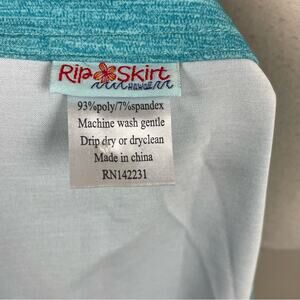 Rip Skirt
HAWAII
93%poly/7%spandex
Machine wash gentle
Drip dry or dryclean
Made in china
RN142231